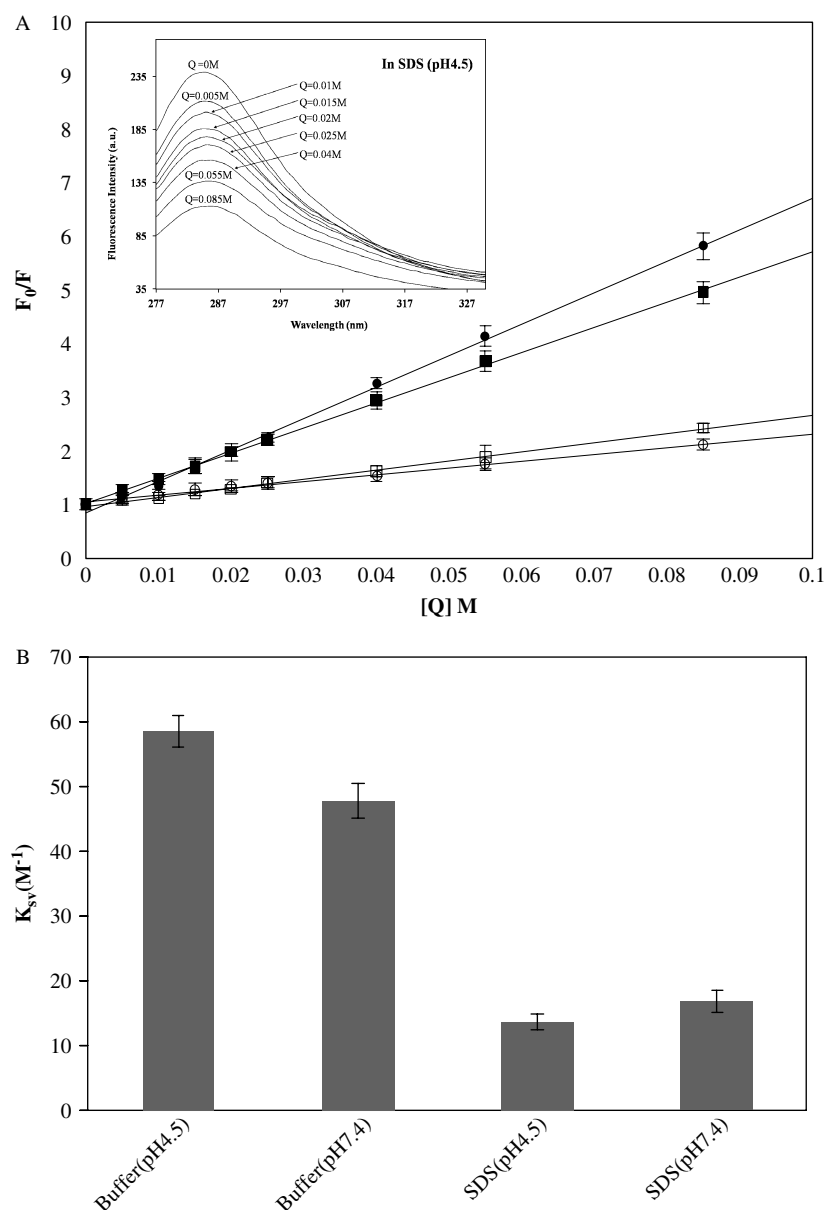 A
10
9
8
7
6
5
4
3
2
1
0
F₀/F
0 0.01 0.02 0.03 0.04 0.05 0.06 0.07 0.08 0.09 0.1
[Q] M
In SDS (pH4.5)
Q =0M
Q=0.005M
Q=0.01M
Q=0.015M
Q=0.02M
Q=0.025M
Q=0.04M
Q=0.055M
Q=0.085M
235
185
135
85
35
Fluorescence Intensity (a.u.)
277 287 297 307 317 327
Wavelength (nm)
B
70
60
50
40
30
20
10
0
Kₛᵥ(M⁻¹)
Buffer(pH4.5)
Buffer(pH7.4)
SDS(pH4.5)
SDS(pH7.4)